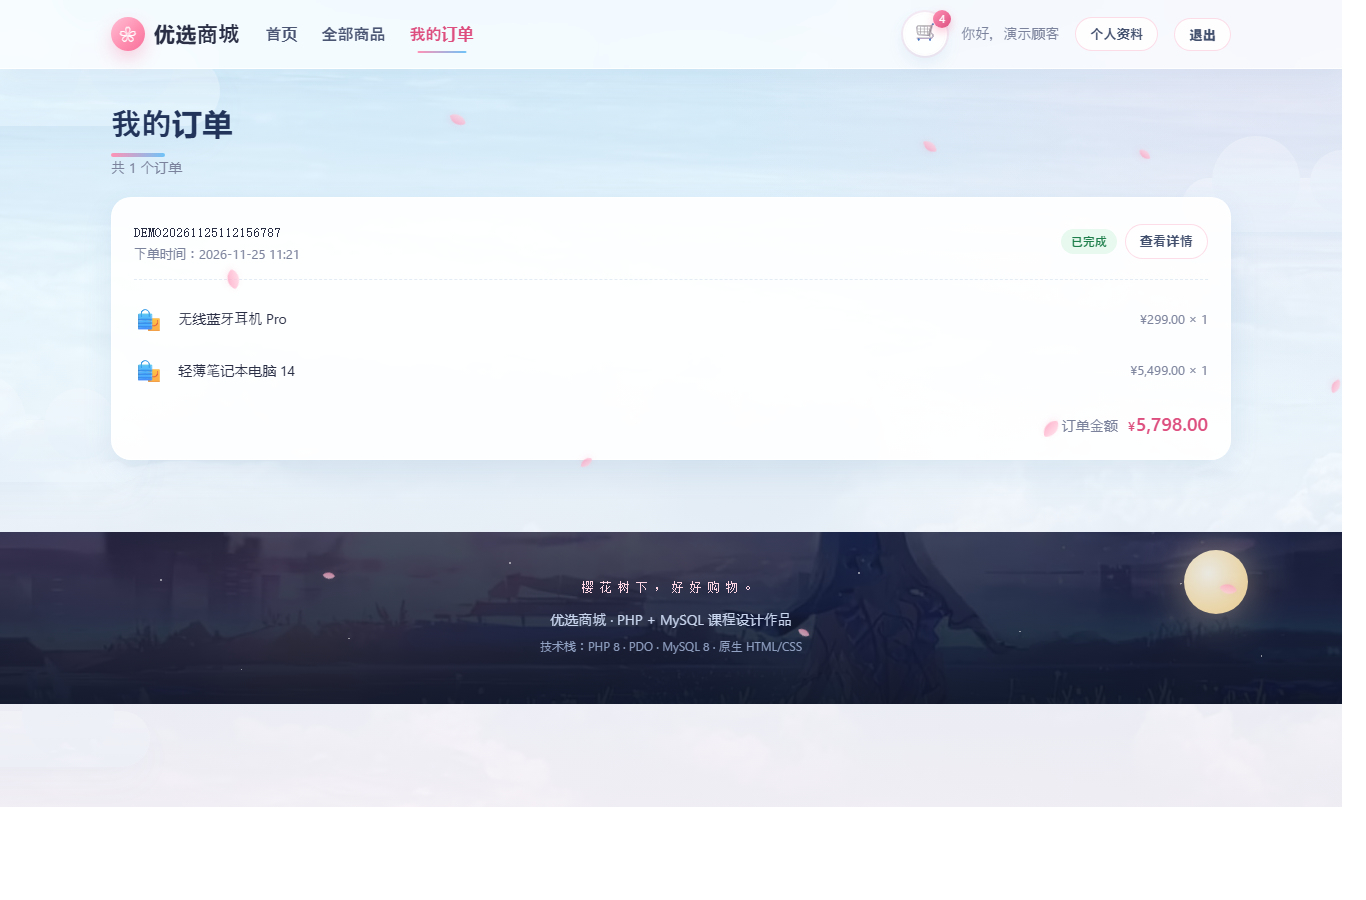 优选商城 首页 全部商品 我的订单 4 你好，演示顾客 个人资料 退出
我的订单
共 1 个订单
DEMO20261125112156787
下单时间：2026-11-25 11:21
已完成 查看详情
无线蓝牙耳机 Pro ¥299.00 × 1
轻薄笔记本电脑 14 ¥5,499.00 × 1
订单金额 ¥5,798.00
樱花树下，好好购物。
优选商城 · PHP + MySQL 课程设计作品
技术栈：PHP 8 · PDO · MySQL 8 · 原生 HTML/CSS